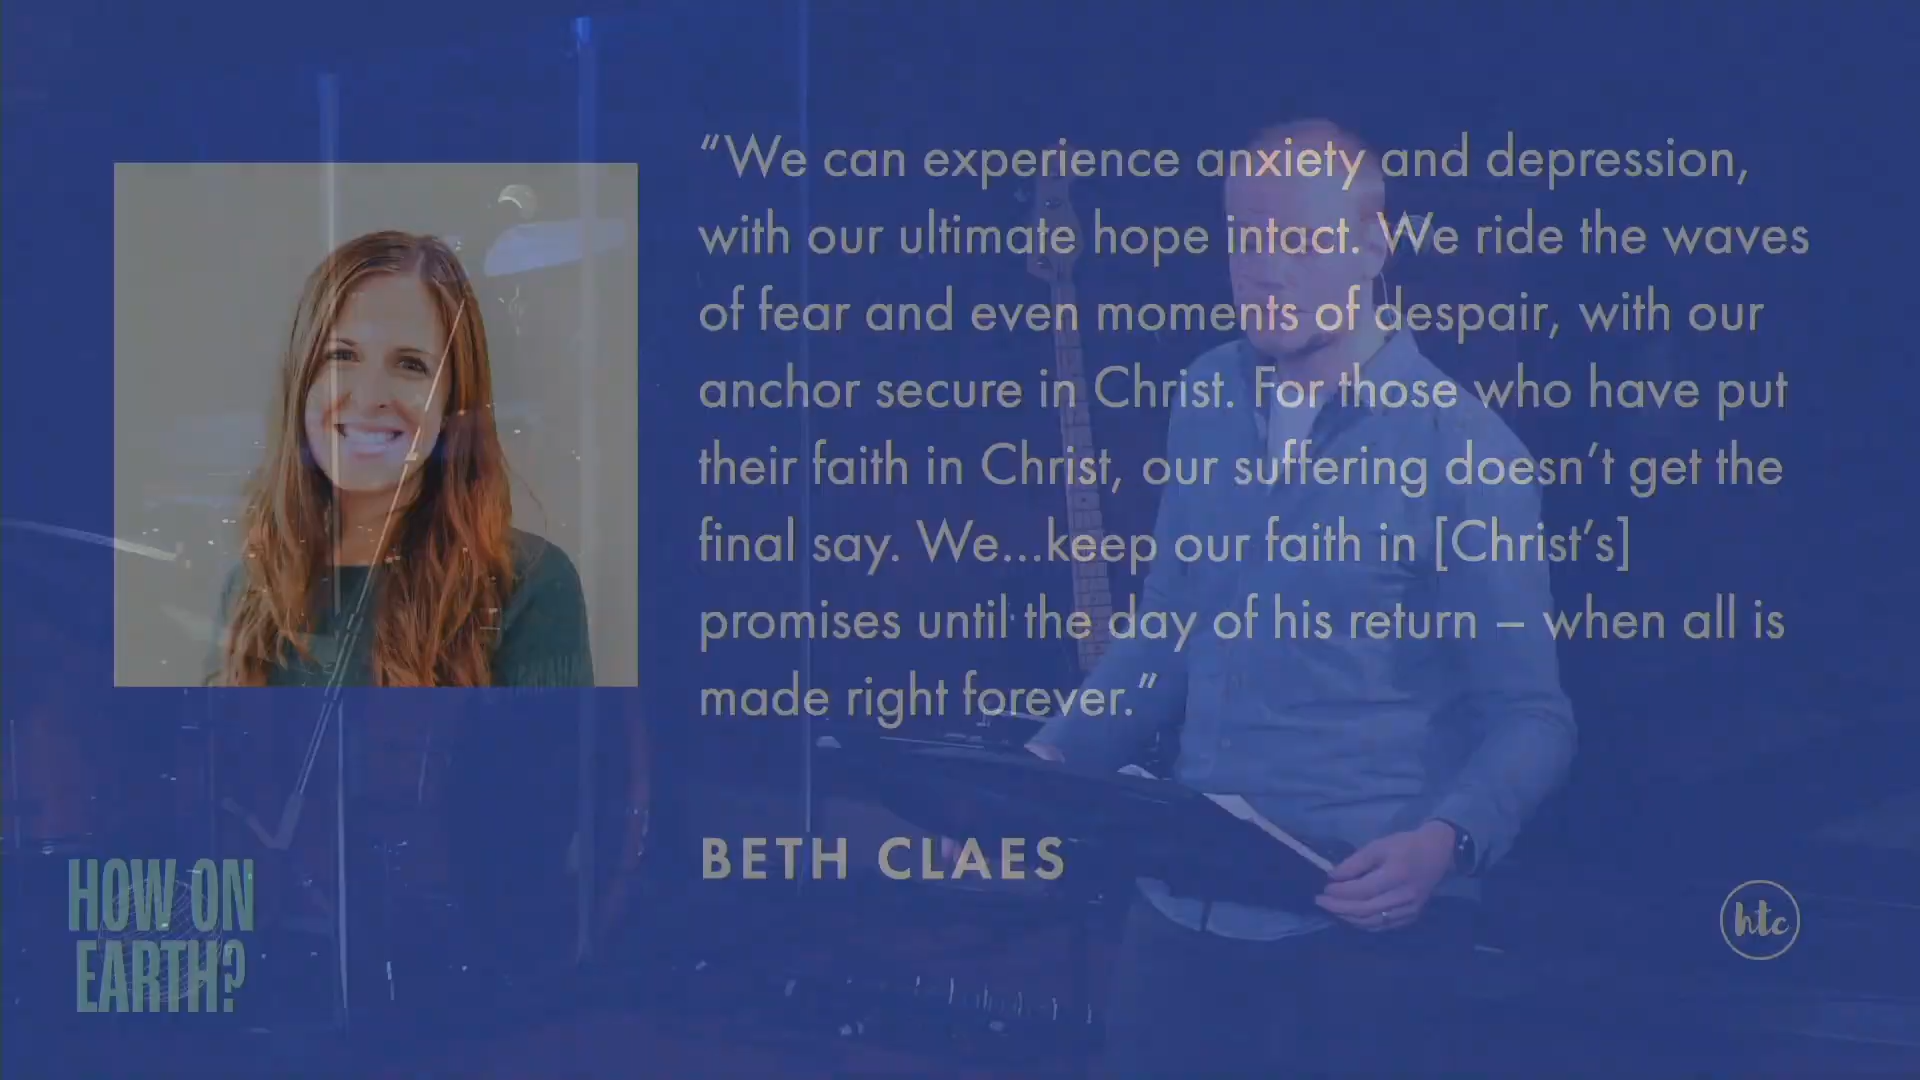 “We can experience anxiety and depression,
with our ultimate hope intact. We ride the waves
of fear and even moments of despair, with our
anchor secure in Christ. For those who have put
their faith in Christ, our suffering doesn’t get the
final say. We...keep our faith in [Christ’s]
promises until the day of his return – when all is
made right forever.”
BETH CLAES
HOW ON
EARTH?
htc